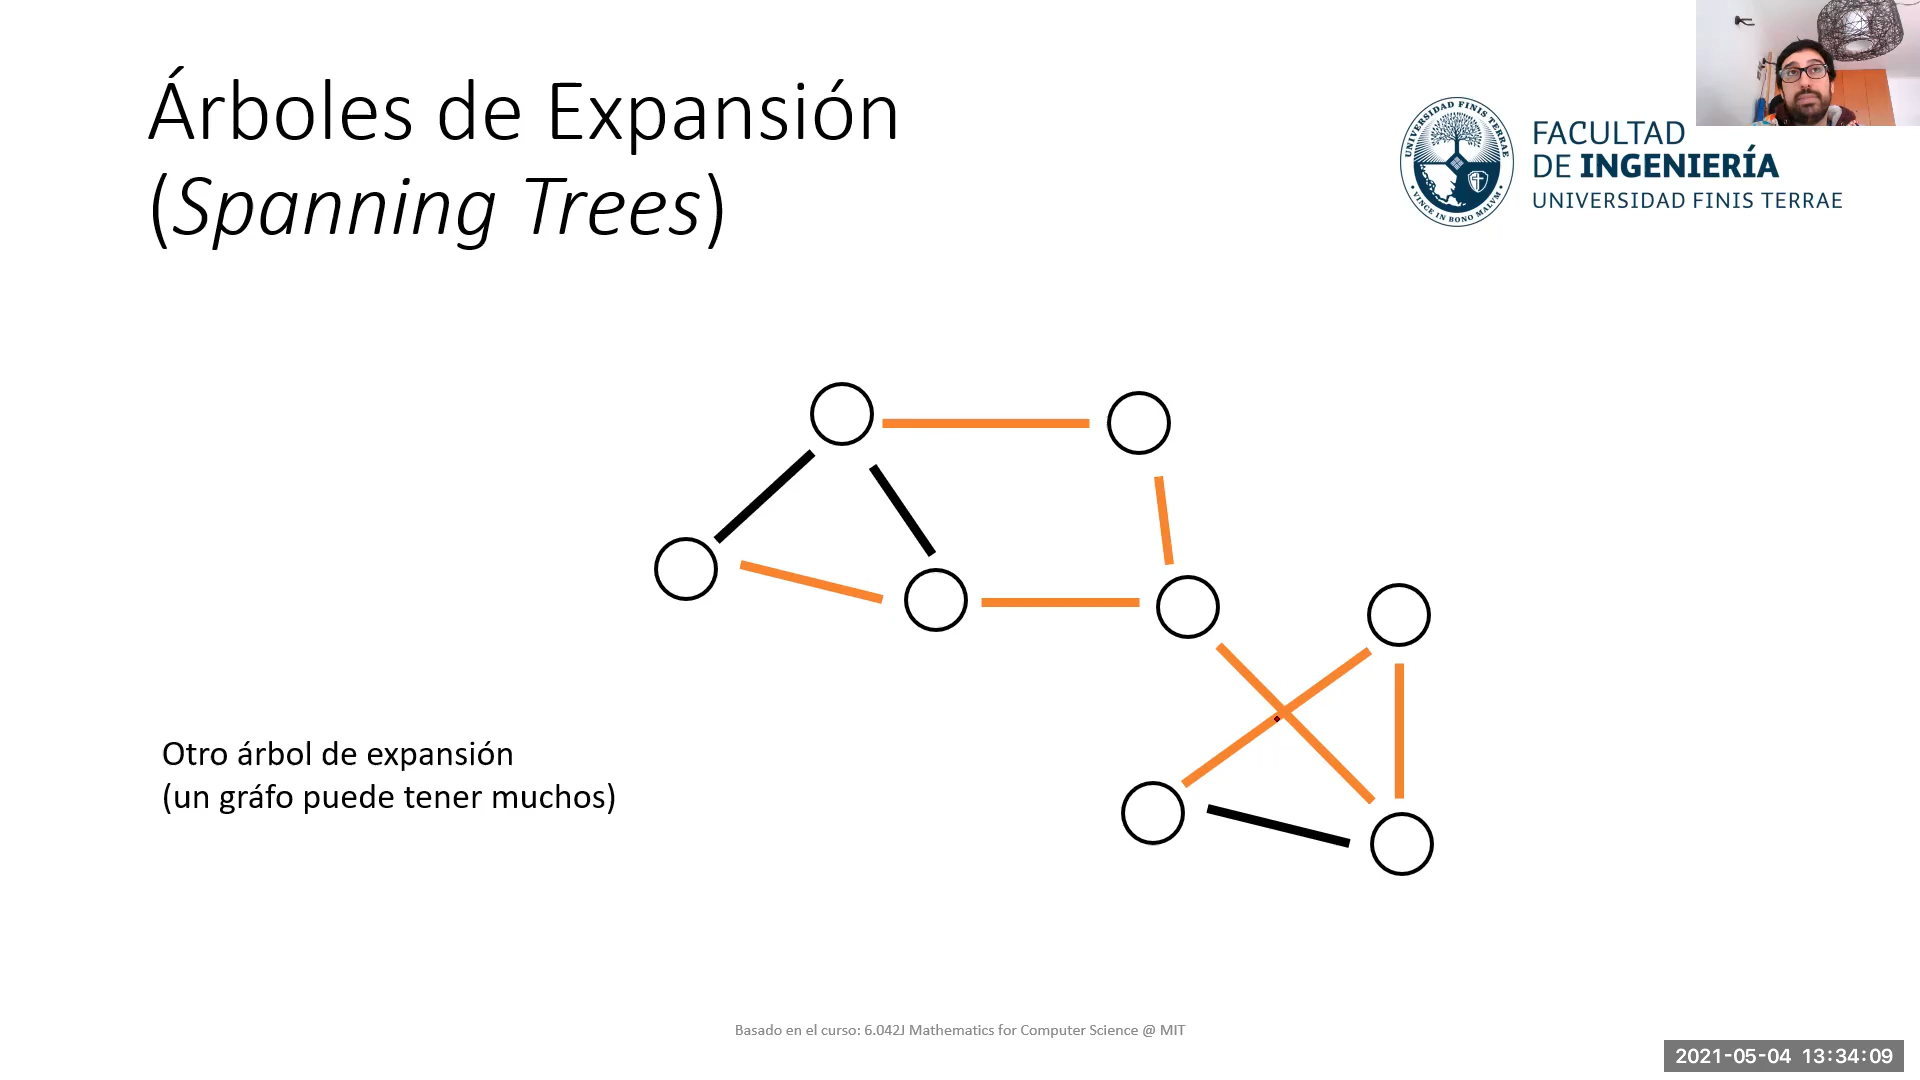 Árboles de Expansión
(Spanning Trees)
UNIVERSIDAD FINIS TERRAE
VINCE IN BONO MALVM
FACULTAD
DE INGENIERÍA
UNIVERSIDAD FINIS TERRAE
Otro árbol de expansión
(un gráfo puede tener muchos)
Basado en el curso: 6.042J Mathematics for Computer Science @ MIT
2021-05-04 13:34:09